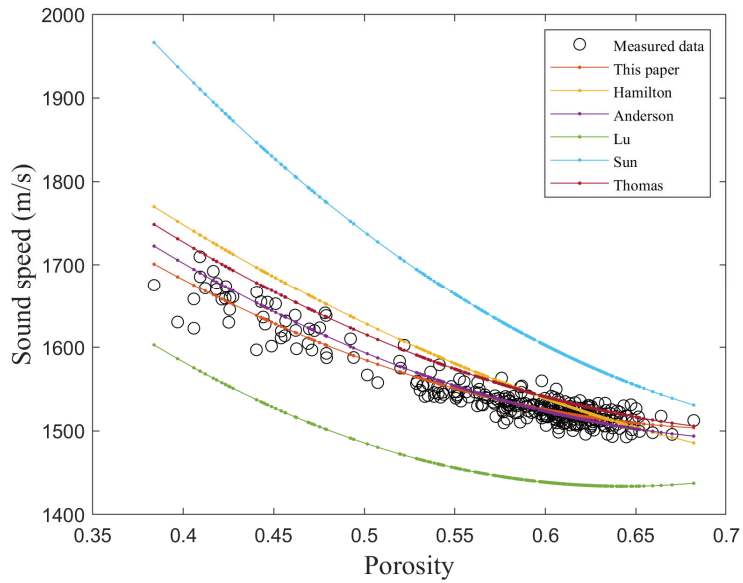 2000
1900
1800
1700
1600
1500
1400
Sound speed (m/s)
Measured data
This paper
Hamilton
Anderson
Lu
Sun
Thomas
0.35
0.4
0.45
0.5
0.55
0.6
0.65
0.7
Porosity